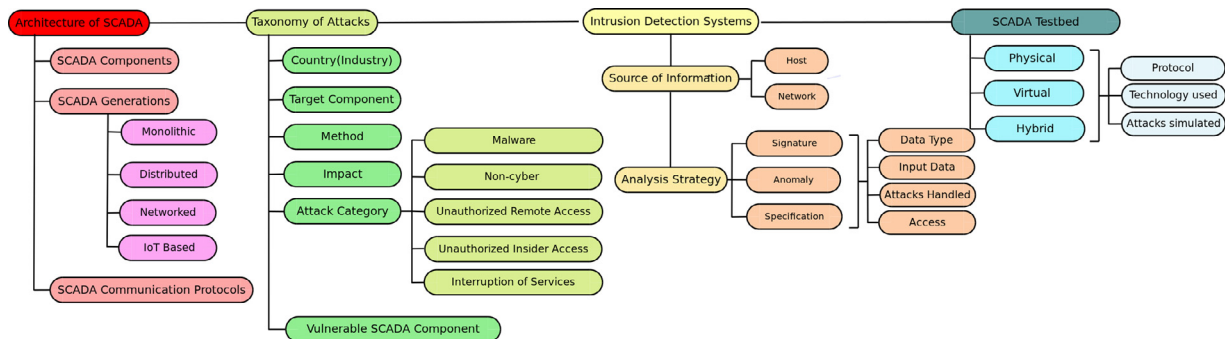 Architecture of SCADA
SCADA Components
SCADA Generations
Monolithic
Distributed
Networked
IoT Based
SCADA Communication Protocols
Taxonomy of Attacks
Country(Industry)
Target Component
Method
Impact
Attack Category
Malware
Non-cyber
Unauthorized Remote Access
Unauthorized Insider Access
Interruption of Services
Vulnerable SCADA Component
Intrusion Detection Systems
Source of Information
Host
Network
Analysis Strategy
Signature
Anomaly
Specification
Data Type
Input Data
Attacks Handled
Access
SCADA Testbed
Physical
Virtual
Hybrid
Protocol
Technology used
Attacks simulated